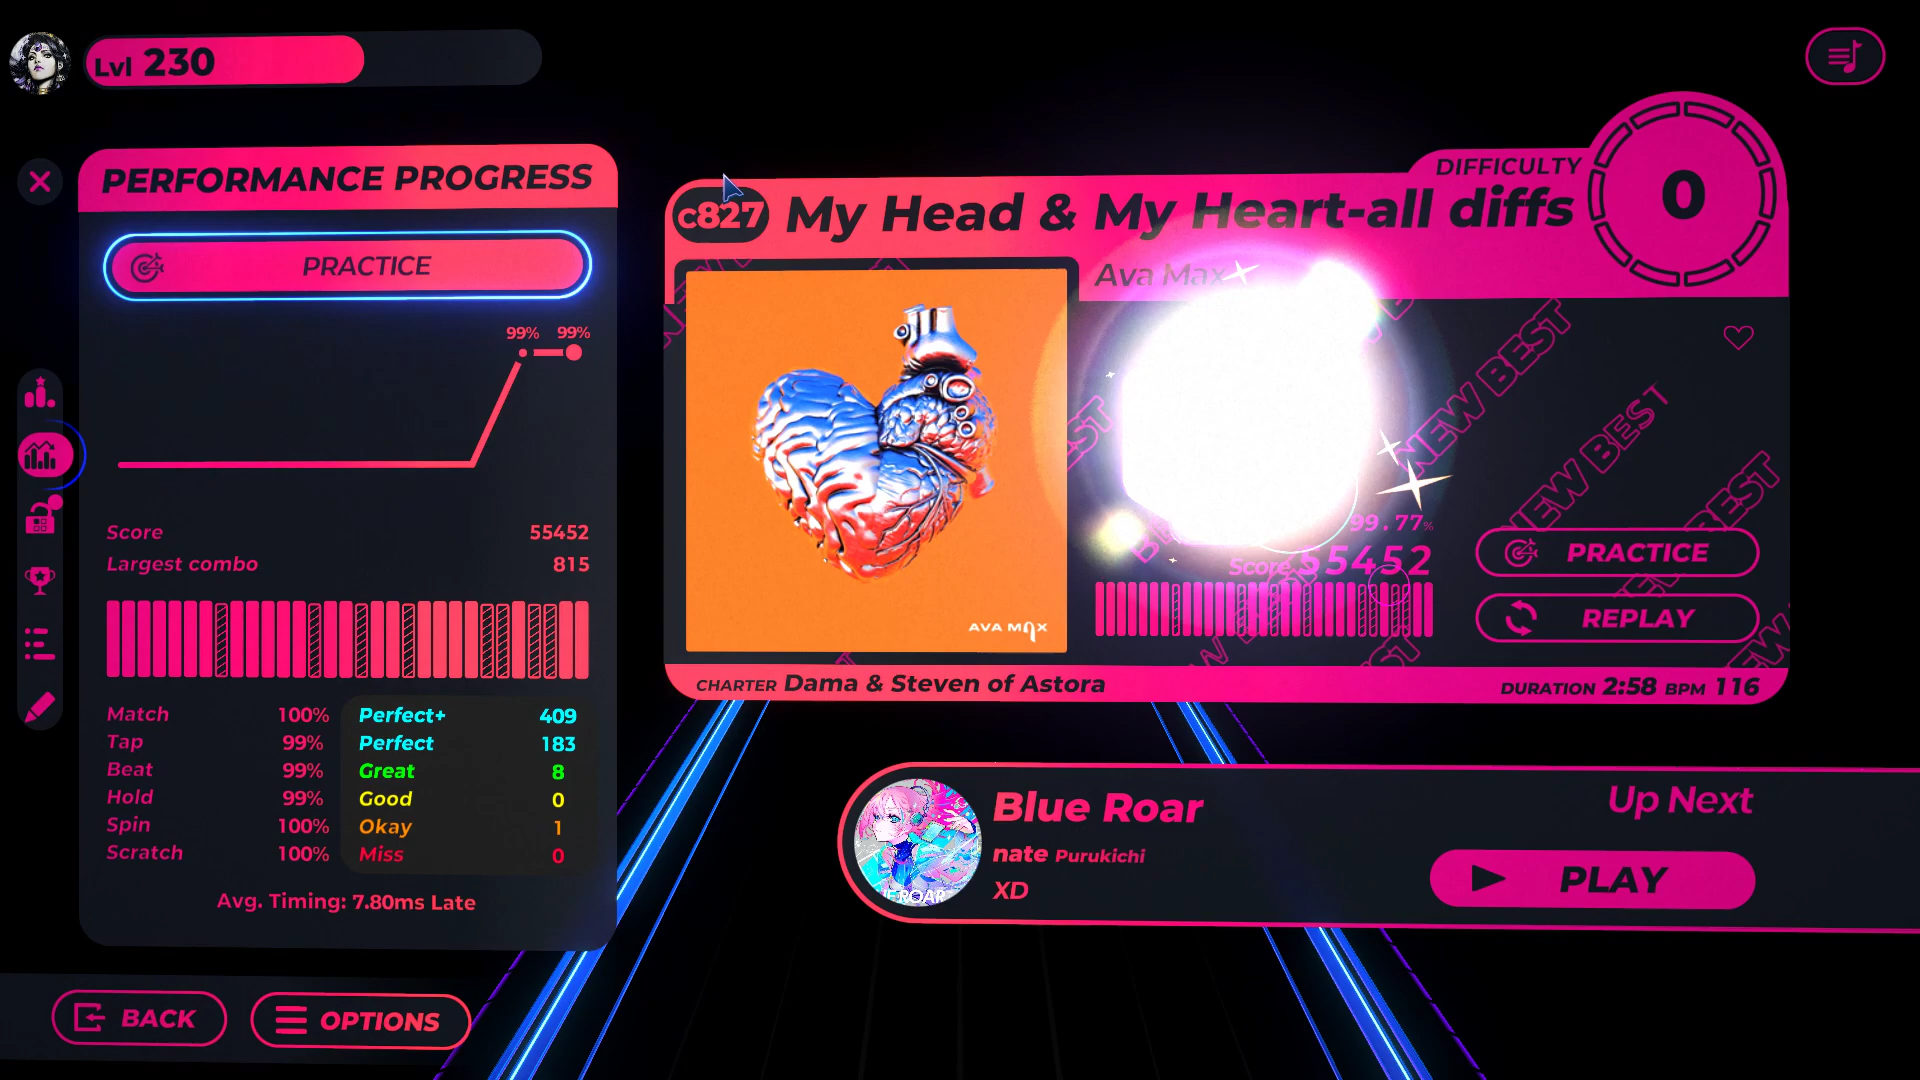 Lvl 230
PERFORMANCE PROGRESS
PRACTICE
99% 99%
Score 55452
Largest combo 815
Match 100%
Tap 99%
Beat 99%
Hold 99%
Spin 100%
Scratch 100%
Perfect+ 409
Perfect 183
Great 8
Good 0
Okay 1
Miss 0
Avg. Timing: 7.80ms Late
BACK
OPTIONS
DIFFICULTY
0
c827 My Head & My Heart-all diffs
Ava Max
AVA MAX
NEW BEST
NEW BEST
99.77%
Score 55452
PRACTICE
REPLAY
CHARTER Dama & Steven of Astora
DURATION 2:58 BPM 116
Up Next
Blue Roar
nate Purukichi
XD
PLAY